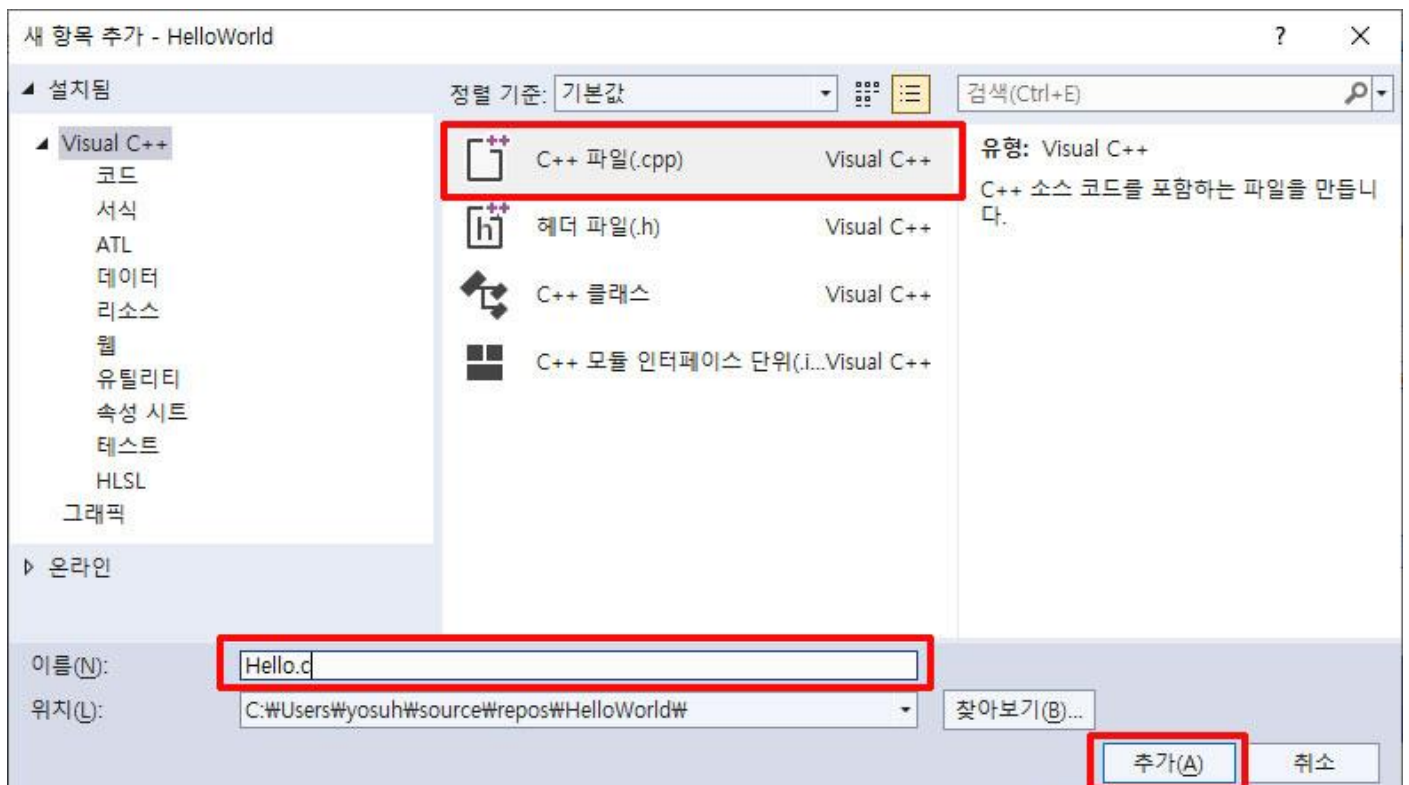 새 항목 추가 - HelloWorld
설치됨
정렬 기준: 기본값
검색(Ctrl+E)
Visual C++
코드
서식
ATL
데이터
리소스
웹
유틸리티
속성 시트
테스트
HLSL
그래픽
온라인
C++ 파일(.cpp) Visual C++
헤더 파일(.h) Visual C++
C++ 클래스 Visual C++
C++ 모듈 인터페이스 단위(.i...Visual C++
유형: Visual C++
C++ 소스 코드를 포함하는 파일을 만듭니
다.
이름(N): Hello.c
위치(L): C:₩Users₩yosuh₩source₩repos₩HelloWorld₩ 찾아보기(B)...
추가(A) 취소